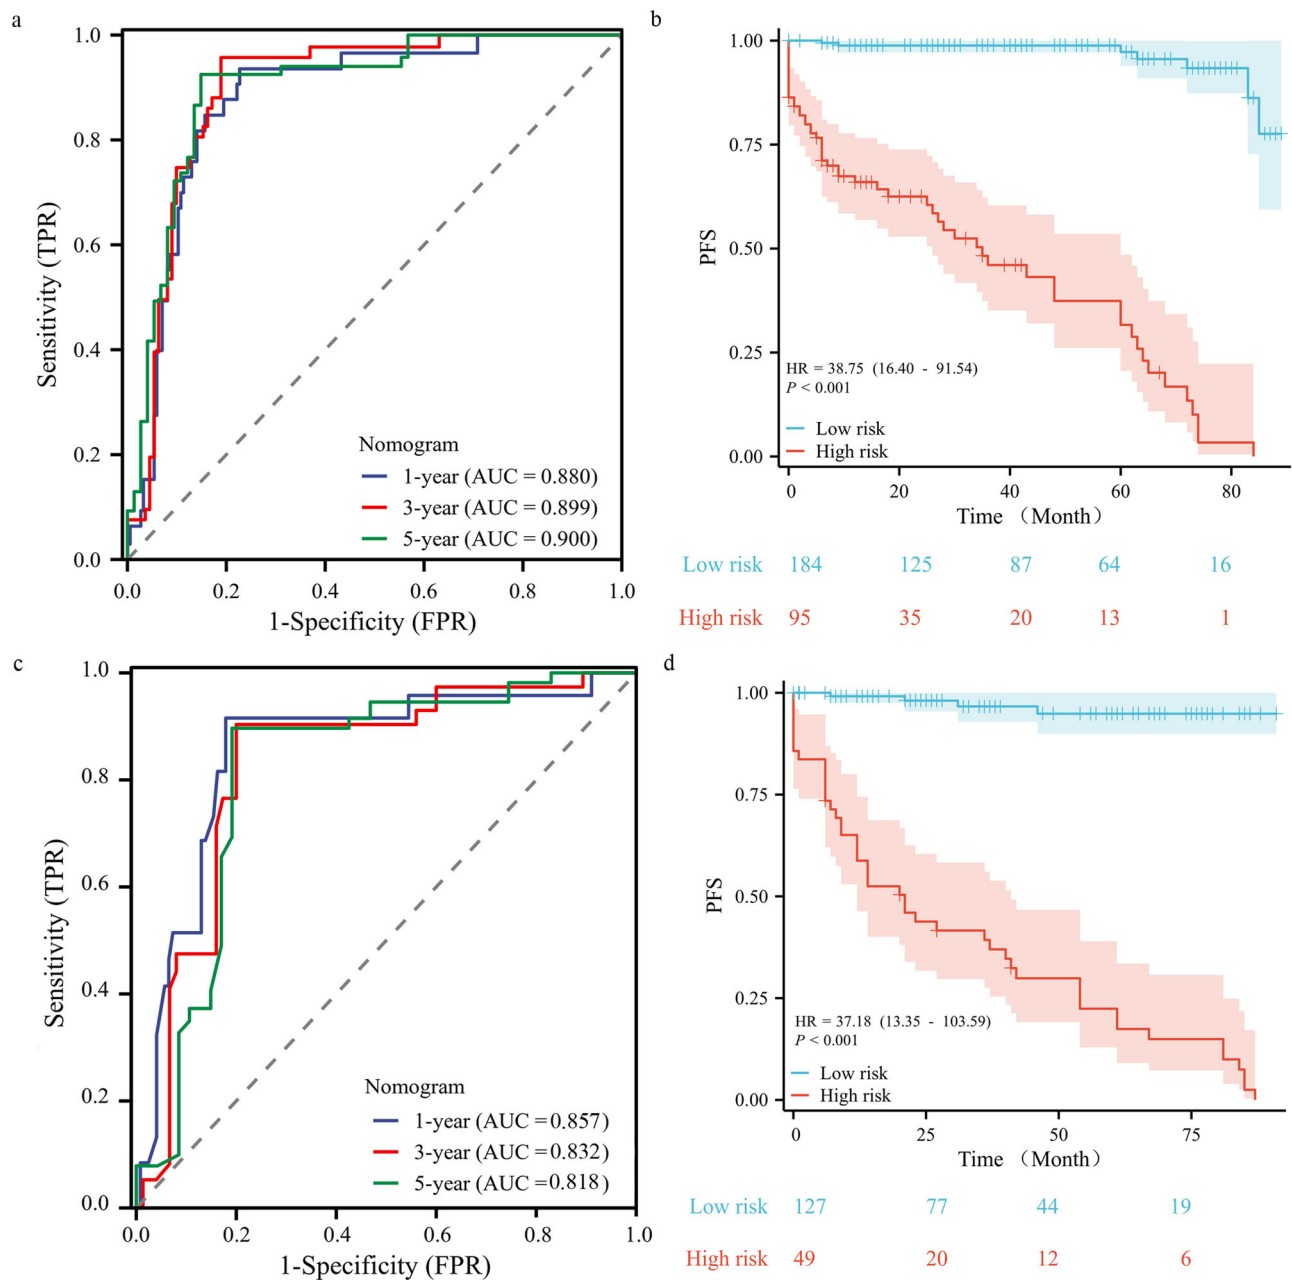 a
1.0
0.8
0.6
0.4
0.2
0.0
Sensitivity (TPR)
Nomogram
1-year (AUC = 0.880)
3-year (AUC = 0.899)
5-year (AUC = 0.900)
0.0 0.2 0.4 0.6 0.8 1.0
1-Specificity (FPR)
b
1.00
0.75
0.50
0.25
0.00
PFS
HR = 38.75 (16.40 - 91.54)
P < 0.001
Low risk
High risk
0 20 40 60 80
Time （Month）
Low risk 184 125 87 64 16
High risk 95 35 20 13 1
c
1.0
0.8
0.6
0.4
0.2
0.0
Sensitivity (TPR)
Nomogram
1-year (AUC = 0.857)
3-year (AUC = 0.832)
5-year (AUC = 0.818)
0.0 0.2 0.4 0.6 0.8 1.0
1-Specificity (FPR)
d
1.00
0.75
0.50
0.25
0.00
PFS
HR = 37.18 (13.35 - 103.59)
P < 0.001
Low risk
High risk
0 25 50 75
Time （Month）
Low risk 127 77 44 19
High risk 49 20 12 6